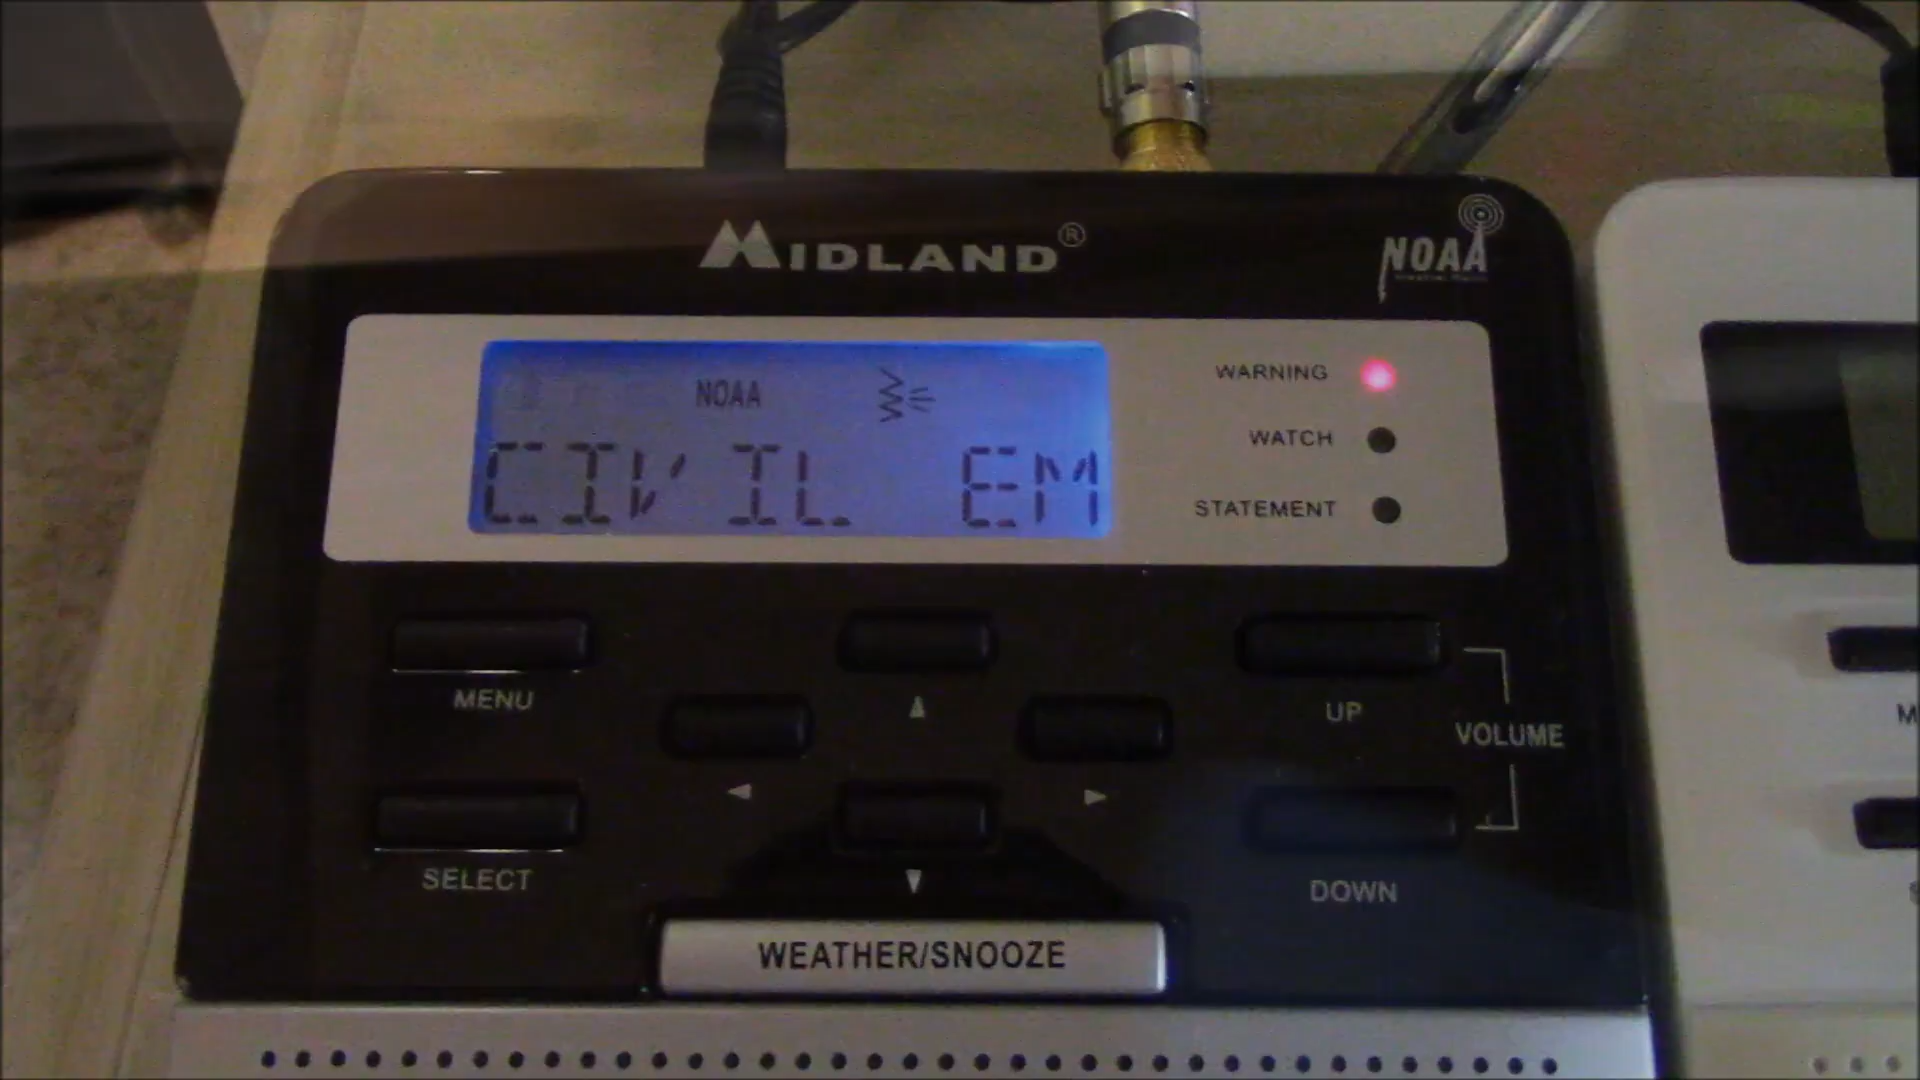 MIDLAND®
NOAA
NOAA
CIVIL EM
WARNING
WATCH
STATEMENT
MENU
SELECT
UP
VOLUME
DOWN
WEATHER/SNOOZE